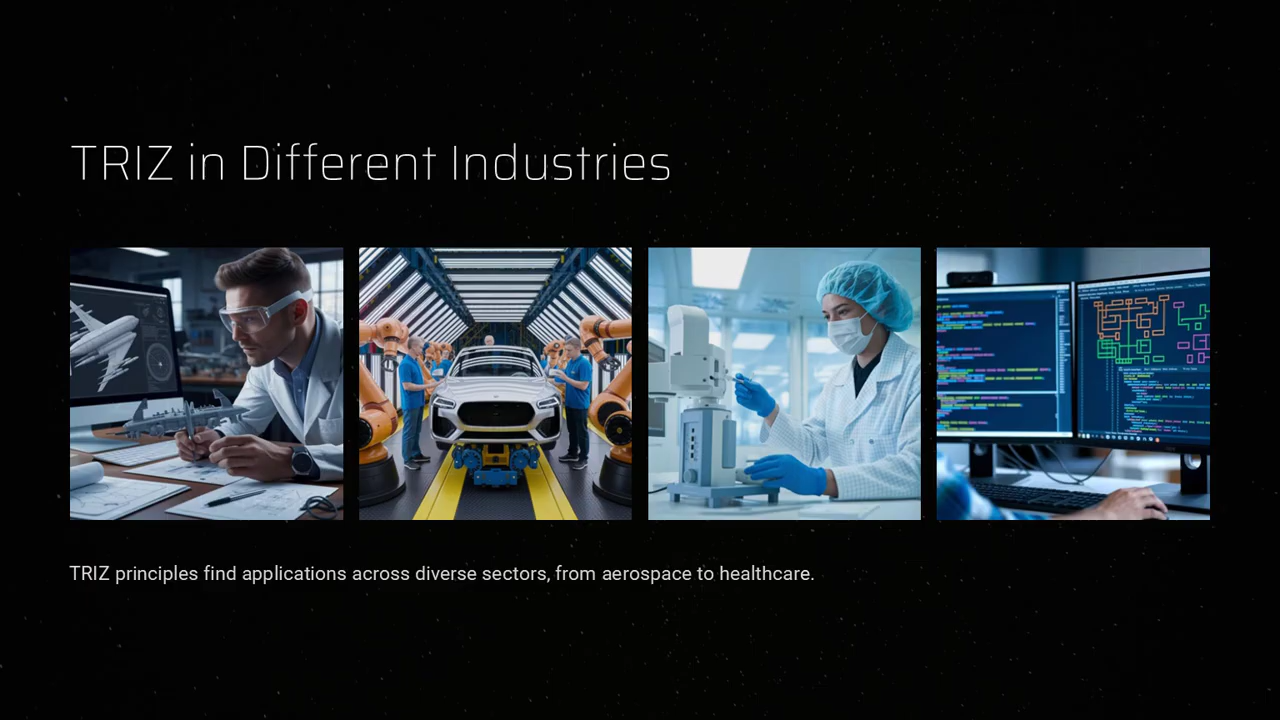 TRIZ in Different Industries
TRIZ principles find applications across diverse sectors, from aerospace to healthcare.